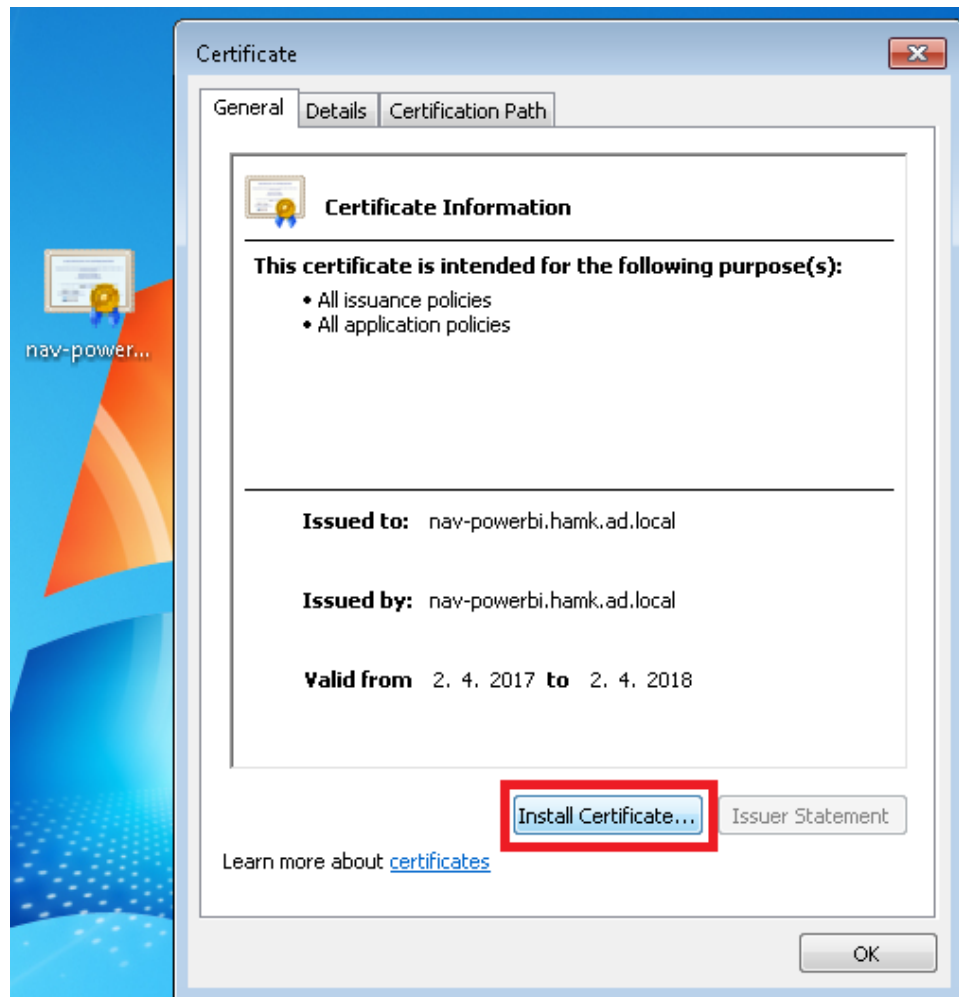 Certificate
General Details Certification Path
Certificate Information
This certificate is intended for the following purpose(s):
• All issuance policies
• All application policies
nav-power...
Issued to: nav-powerbi.hamk.ad.local
Issued by: nav-powerbi.hamk.ad.local
Valid from 2. 4. 2017 to 2. 4. 2018
Install Certificate... Issuer Statement
Learn more about certificates
OK